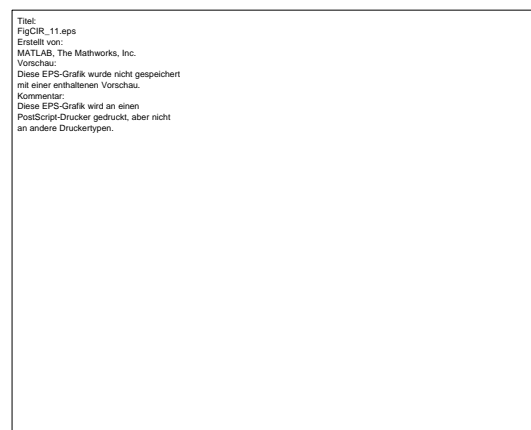 Titel:
FigCIR_11.eps
Erstellt von:
MATLAB, The Mathworks, Inc.
Vorschau:
Diese EPS-Grafik wurde nicht gespeichert
mit einer enthaltenen Vorschau.
Kommentar:
Diese EPS-Grafik wird an einen
PostScript-Drucker gedruckt, aber nicht
an andere Druckertypen.